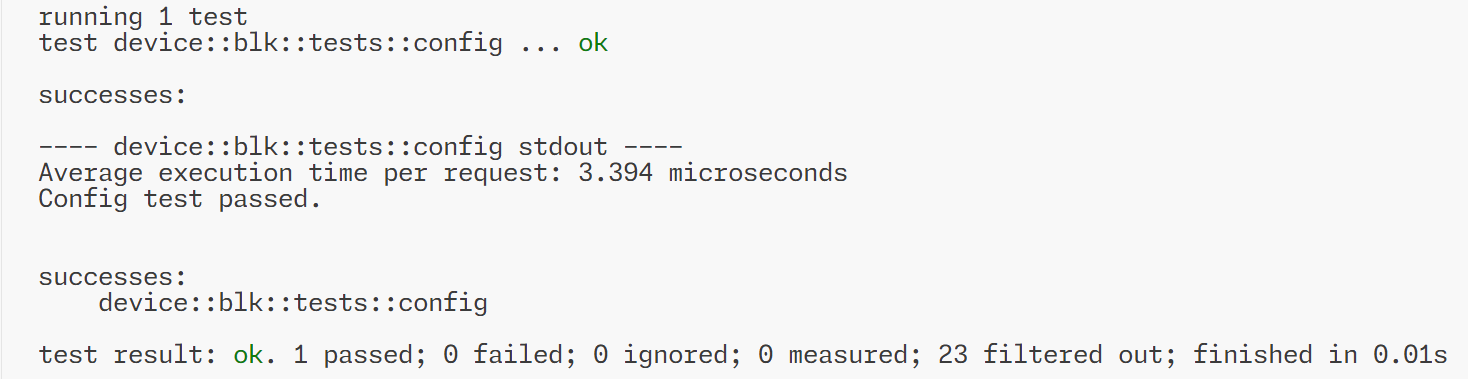 running 1 test
test device::blk::tests::config ... ok
successes:
---- device::blk::tests::config stdout ----
Average execution time per request: 3.394 microseconds
Config test passed.
successes:
device::blk::tests::config
test result: ok. 1 passed; 0 failed; 0 ignored; 0 measured; 23 filtered out; finished in 0.01s